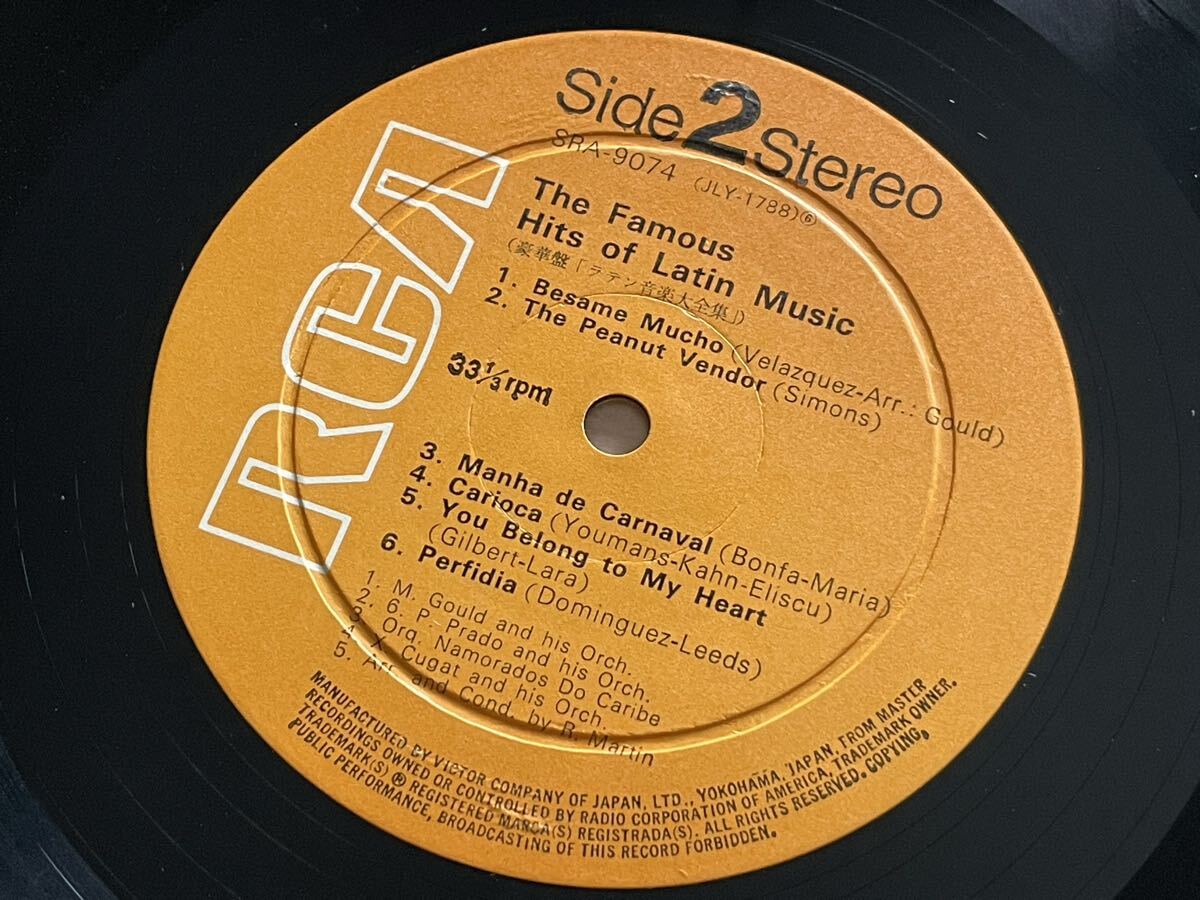 Side 2 Stereo
SRA-9074 (JLY-1788)⑥
RCA
The Famous
Hits of Latin Music
(豪華盤「ラテン音楽大全集」)
1. Besame Mucho (Velazquez-Arr.: Gould)
2. The Peanut Vendor (Simons)
33 1/3 rpm
3. Manha de Carnaval (Bonfa-Maria)
4. Carioca (Youmans-Kahn-Eliscu)
5. You Belong to My Heart
(Gilbert-Lara)
6. Perfidia (Dominguez-Leeds)
1. M. Gould and his Orch.
2. 6. P. Prado and his Orch.
3. Orq. Namorados Do Caribe
4. X. Cugat and his Orch.
5. Arr. and Cond. by R. Martin
MANUFACTURED BY VICTOR COMPANY OF JAPAN, LTD., YOKOHAMA, JAPAN, FROM MASTER
RECORDINGS OWNED OR CONTROLLED BY RADIO CORPORATION OF AMERICA, TRADEMARK OWNER.
TRADEMARK(S) ® REGISTERED MARCA(S) REGISTRADA(S). ALL RIGHTS RESERVED. COPYING,
PUBLIC PERFORMANCE, BROADCASTING OF THIS RECORD FORBIDDEN.